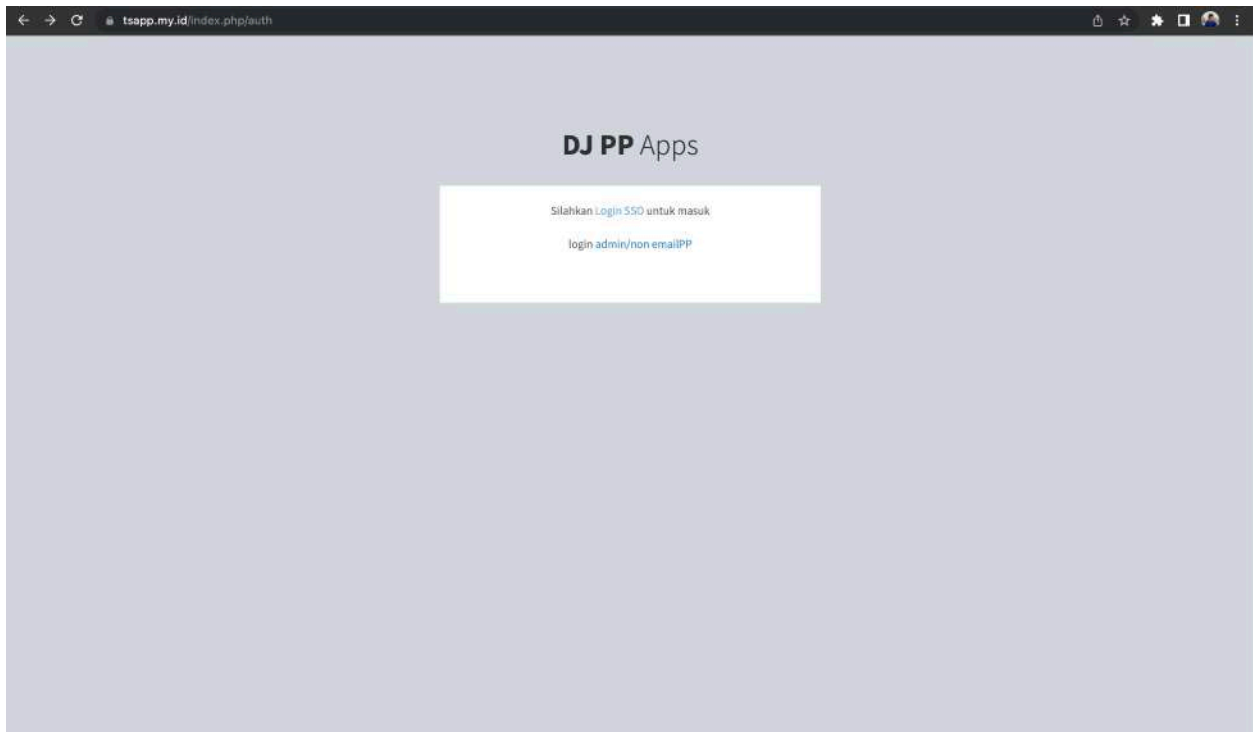 tsapp.my.id/index.php/auth
DJ PP Apps
Silahkan Login SSO untuk masuk
login admin/non emailPP